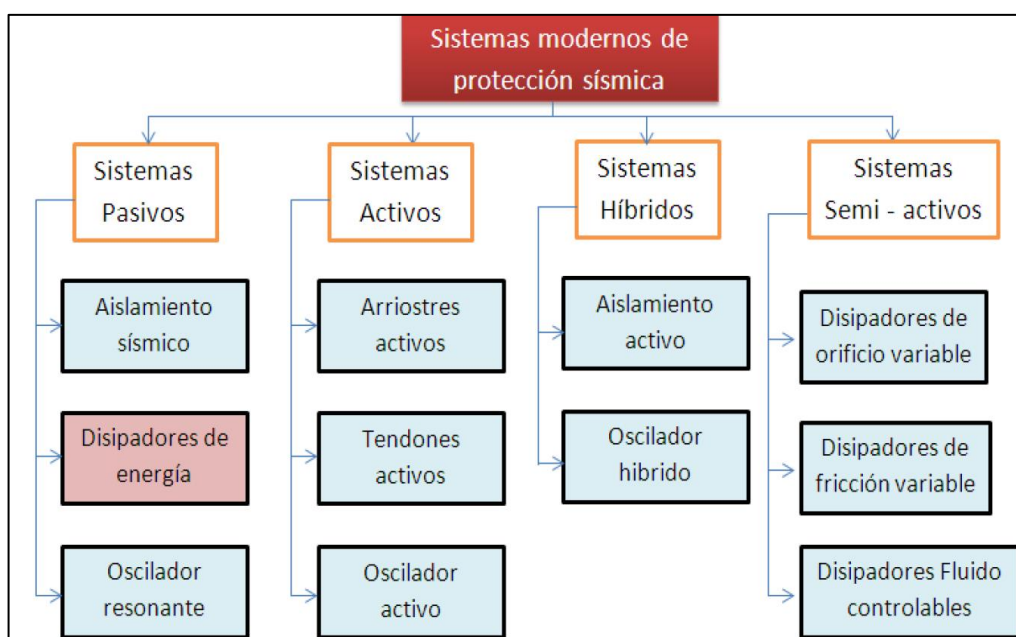 Sistemas modernos de
protección sísmica
Sistemas
Pasivos
Aislamiento
sísmico
Disipadores de
energía
Oscilador
resonante
Sistemas
Activos
Arriostres
activos
Tendones
activos
Oscilador
activo
Sistemas
Híbridos
Aislamiento
activo
Oscilador
hibrido
Sistemas
Semi - activos
Disipadores de
orificio variable
Disipadores de
fricción variable
Disipadores Fluido
controlables